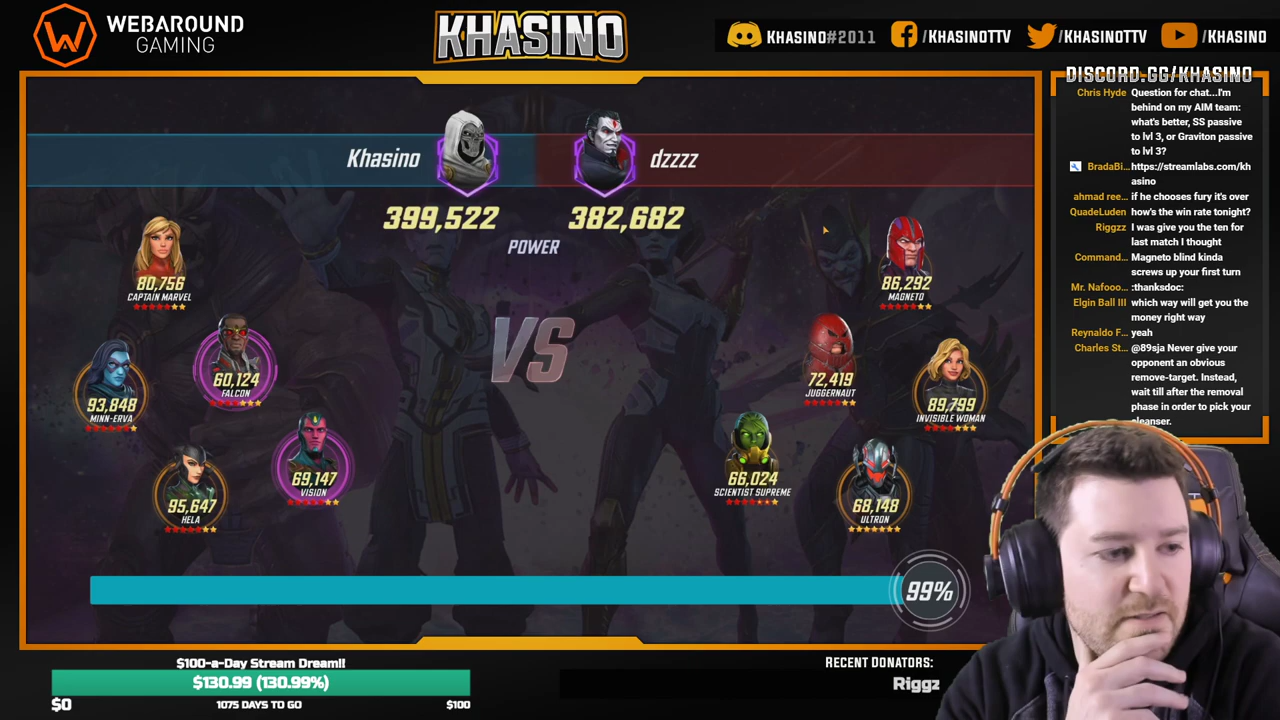 WEBAROUND
GAMING
KHASINO
KHASINO#2011
/KHASINOTTV
/KHASINOTTV
/KHASINO
DISCORD.GG/KHASINO
Khasino
dzzzz
399,522
382,682
POWER
VS
80,756
CAPTAIN MARVEL
60,124
FALCON
93,848
MINN-ERVA
69,147
VISION
95,647
HELA
86,292
MAGNETO
72,419
JUGGERNAUT
89,799
INVISIBLE WOMAN
66,024
SCIENTIST SUPREME
68,148
ULTRON
99%
Chris Hyde Question for chat...I'm
behind on my AIM team:
what's better, SS passive
to lvl 3, or Graviton passive
to lvl 3?
BradaBi... https://streamlabs.com/kh
asino
ahmad ree... if he chooses fury it's over
QuadeLuden how's the win rate tonight?
Riggzz I was give you the ten for
last match I thought
Command... Magneto blind kinda
screws up your first turn
Mr. Nafooo... :thanksdoc:
Elgin Ball III which way will get you the
money right way
Reynaldo F... yeah
Charles St... @89sja Never give your
opponent an obvious
remove-target. Instead,
wait till after the removal
phase in order to pick your
cleanser.
$100-a-Day Stream Dream!!
$130.99 (130.99%)
$0
1075 DAYS TO GO
$100
RECENT DONATORS:
Riggz